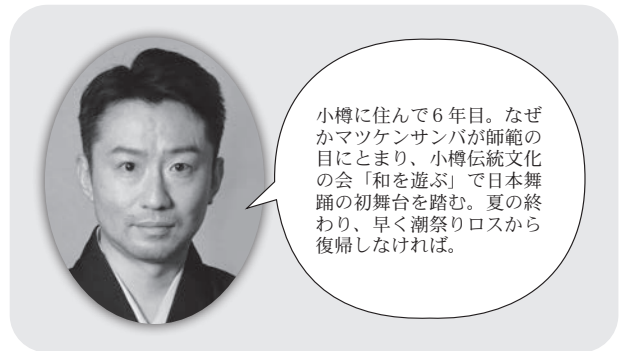 小樽に住んで6年目。なぜ
かマツケンサンバが師範の
目にとまり、小樽伝統文化
の会「和を遊ぶ」で日本舞
踊の初舞台を踏む。夏の終
わり、早く潮祭りロスから
復帰しなければ。